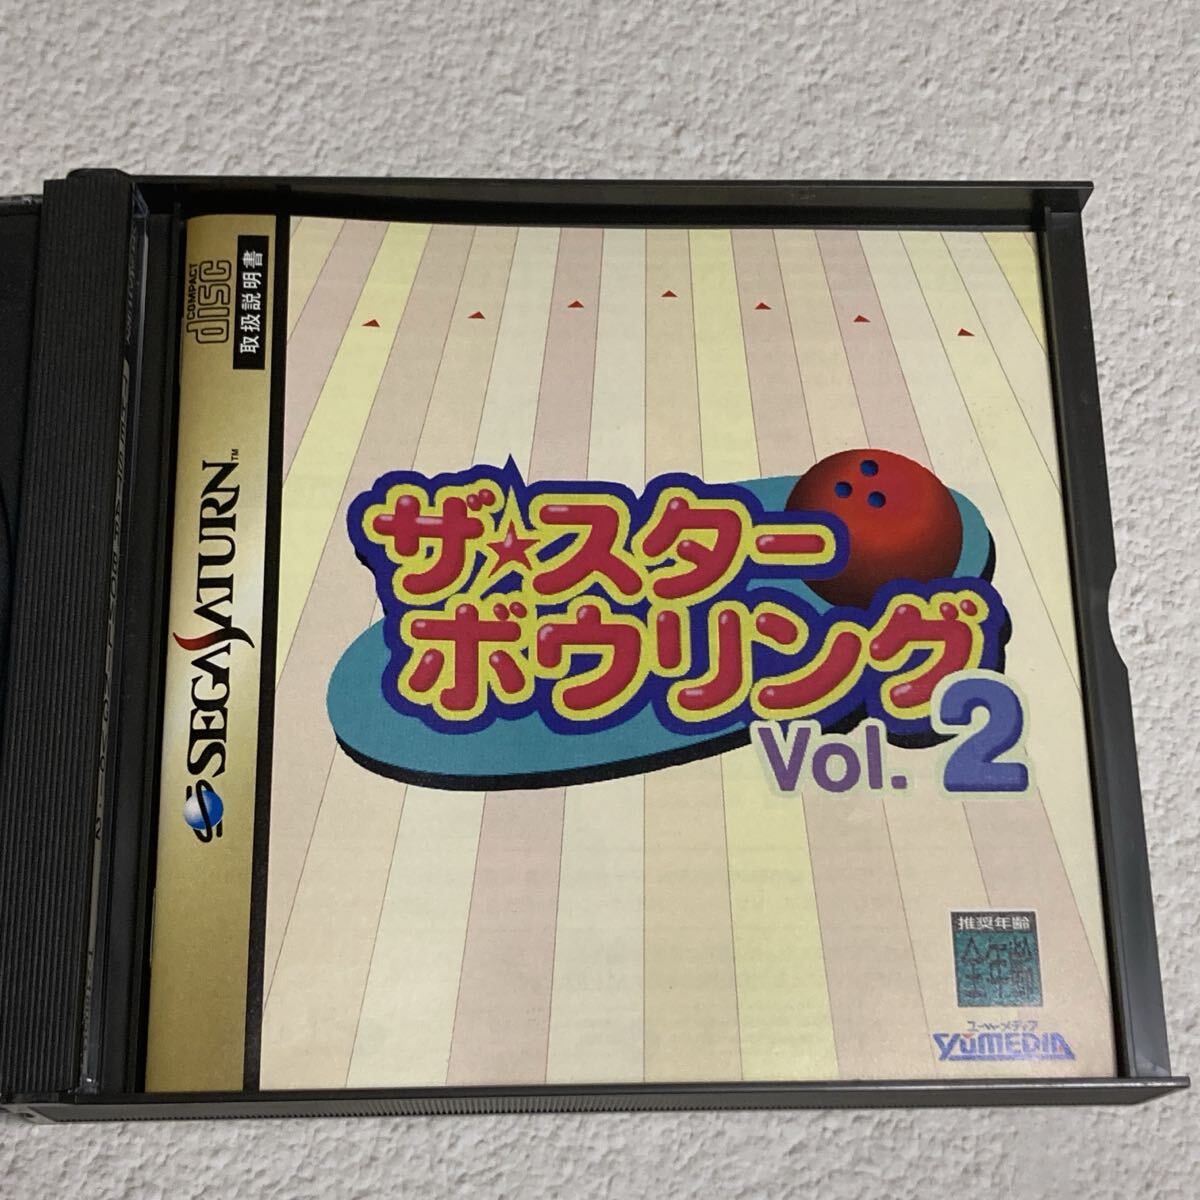 COMPACT
disc
取扱説明書
SEGA SATURN™
ザ★スター
ボウリング
Vol. 2
推奨年齢
全年齢
ユーメディア
YUMEDIA